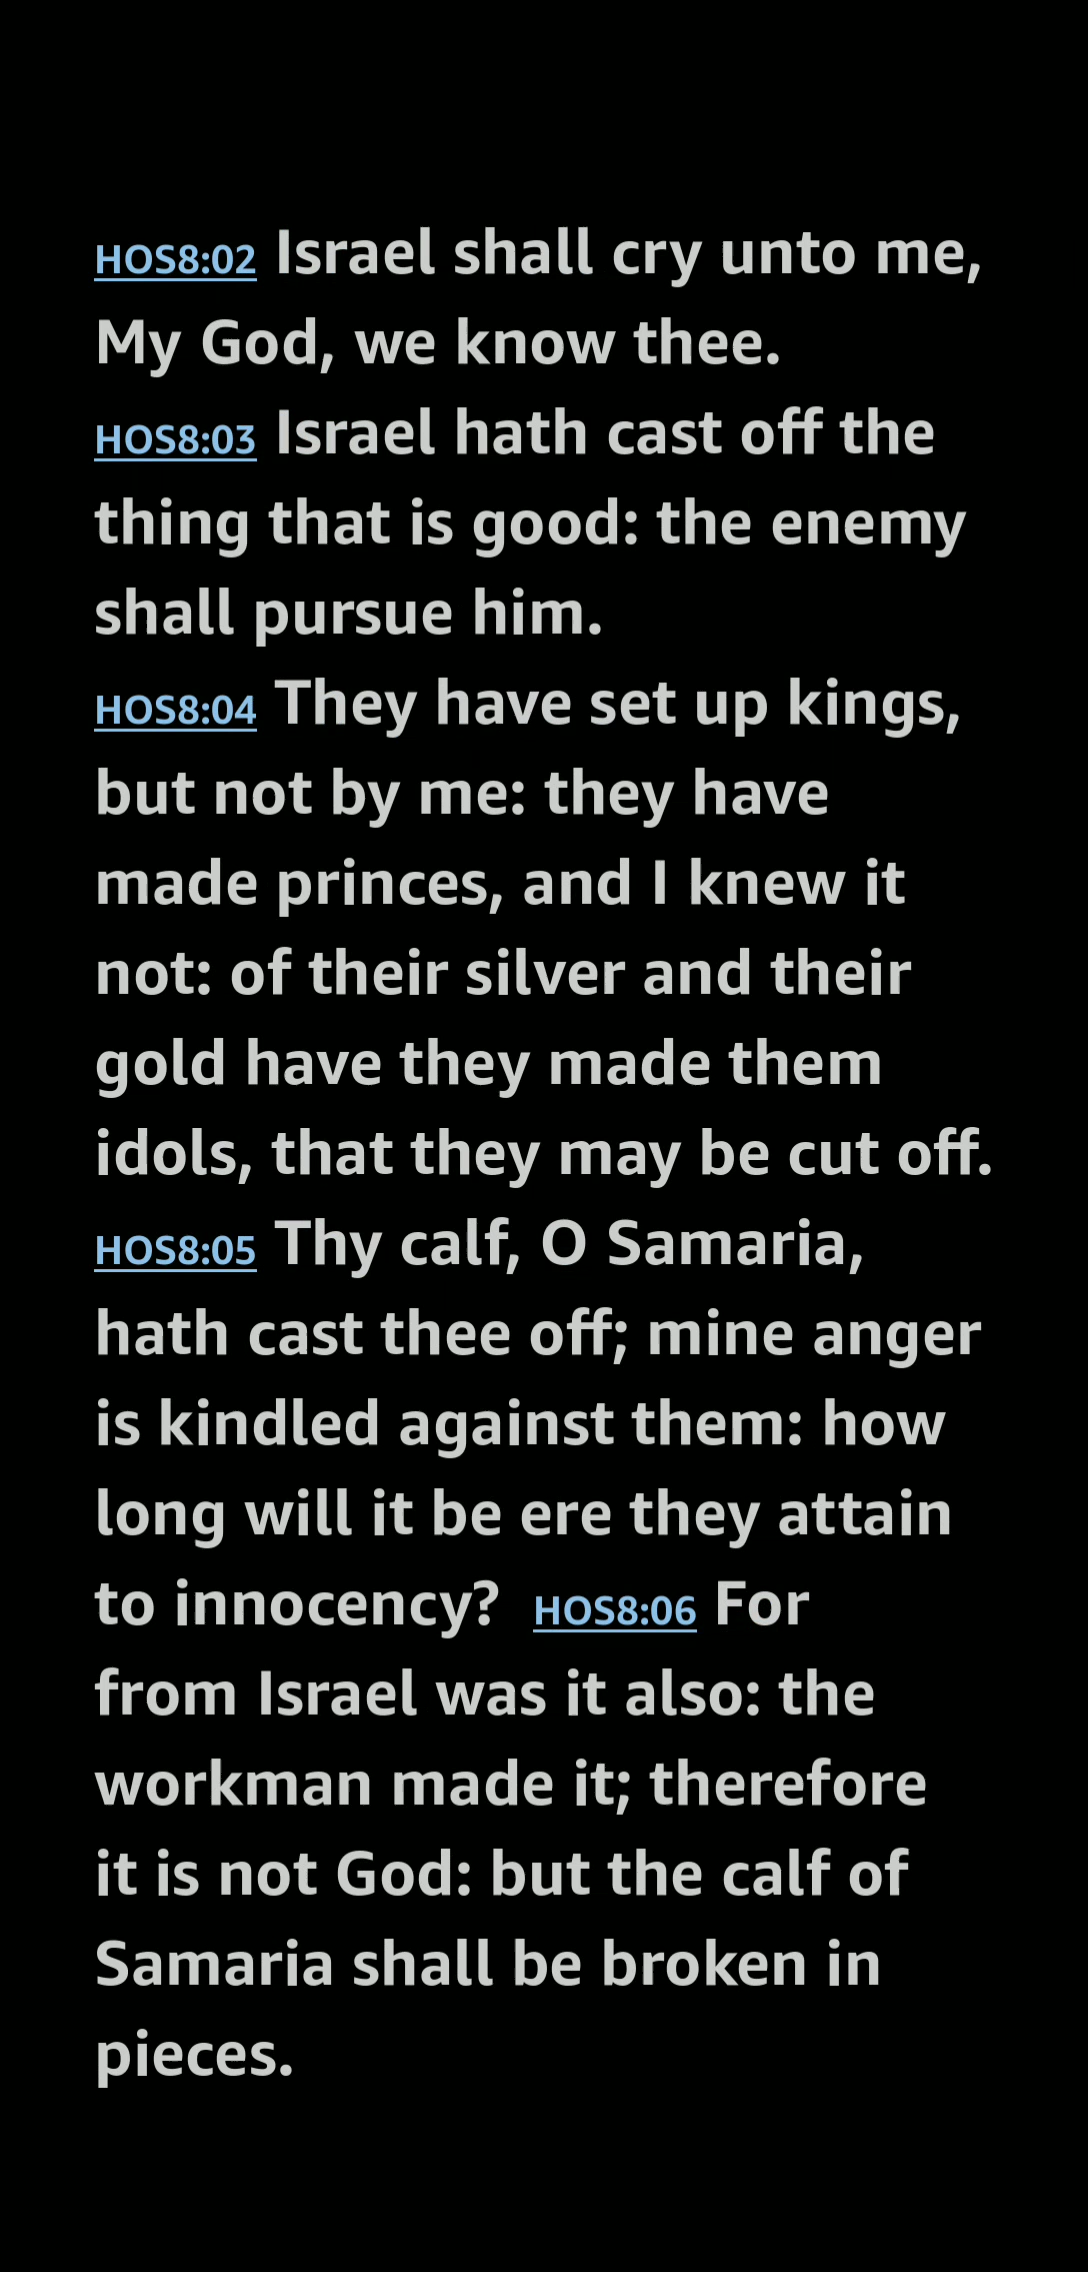 HOS8:02 Israel shall cry unto me,
My God, we know thee.
HOS8:03 Israel hath cast off the
thing that is good: the enemy
shall pursue him.
HOS8:04 They have set up kings,
but not by me: they have
made princes, and I knew it
not: of their silver and their
gold have they made them
idols, that they may be cut off.
HOS8:05 Thy calf, O Samaria,
hath cast thee off; mine anger
is kindled against them: how
long will it be ere they attain
to innocency? HOS8:06 For
from Israel was it also: the
workman made it; therefore
it is not God: but the calf of
Samaria shall be broken in
pieces.